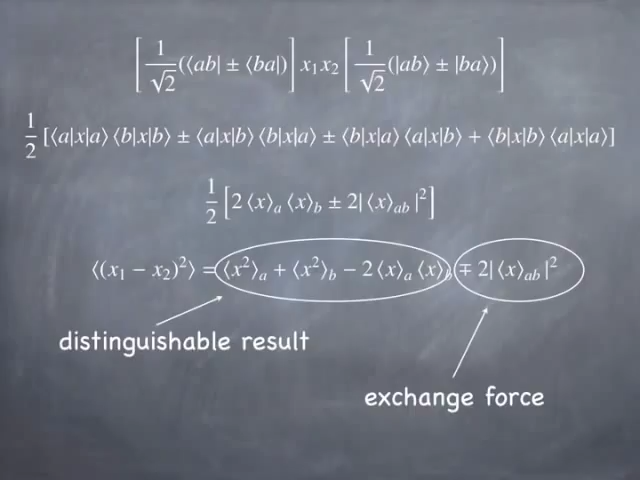 [1/√2 (⟨ab| ± ⟨ba|)] x₁x₂ [1/√2 (|ab⟩ ± |ba⟩)]
1/2 [⟨a|x|a⟩ ⟨b|x|b⟩ ± ⟨a|x|b⟩ ⟨b|x|a⟩ ± ⟨b|x|a⟩ ⟨a|x|b⟩ + ⟨b|x|b⟩ ⟨a|x|a⟩]
1/2 [2 ⟨x⟩ₐ ⟨x⟩_b ± 2| ⟨x⟩_ab |²]
⟨(x₁ − x₂)²⟩ = ⟨x²⟩ₐ + ⟨x²⟩_b − 2 ⟨x⟩ₐ ⟨x⟩_b ∓ 2| ⟨x⟩_ab |²
distinguishable result
exchange force